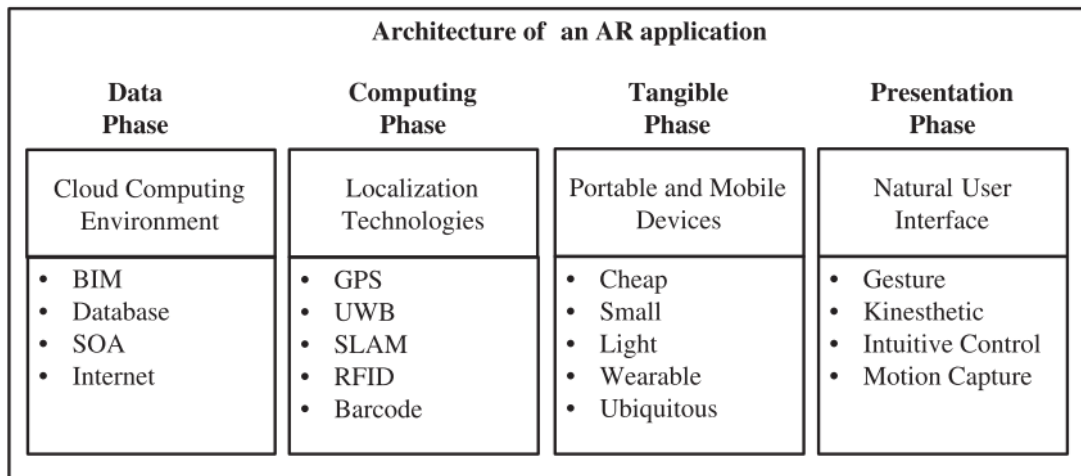 Architecture of an AR application
Data
Phase
Cloud Computing
Environment
• BIM
• Database
• SOA
• Internet
Computing
Phase
Localization
Technologies
• GPS
• UWB
• SLAM
• RFID
• Barcode
Tangible
Phase
Portable and Mobile
Devices
• Cheap
• Small
• Light
• Wearable
• Ubiquitous
Presentation
Phase
Natural User
Interface
• Gesture
• Kinesthetic
• Intuitive Control
• Motion Capture